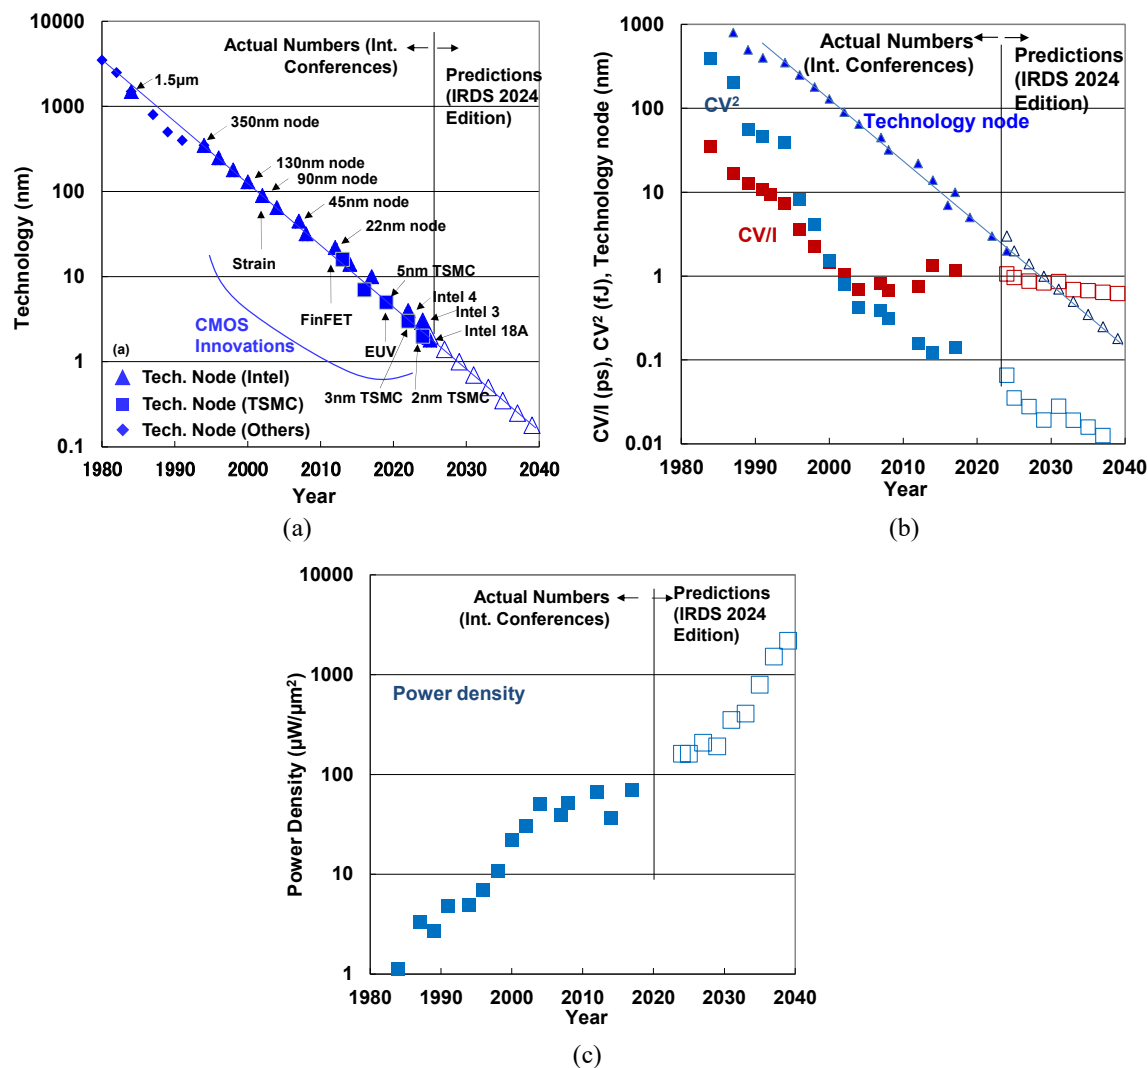 10000
1000
100
10
1
0.1
Technology (nm)
Actual Numbers (Int.
Conferences)
Predictions
(IRDS 2024
Edition)
1.5µm
350nm node
130nm node
90nm node
45nm node
22nm node
Strain
5nm TSMC
FinFET
Intel 4
Intel 3
CMOS
Innovations
Intel 18A
EUV
(a)
Tech. Node (Intel)
3nm TSMC
2nm TSMC
Tech. Node (TSMC)
Tech. Node (Others)
1980 1990 2000 2010 2020 2030 2040
Year
(a)
1000
100
10
1
0.1
0.01
CV/I (ps), CV² (fJ), Technology node (nm)
Actual Numbers
(Int. Conferences)
Predictions
(IRDS 2024
Edition)
CV²
Technology node
CV/I
1980 1990 2000 2010 2020 2030 2040
Year
(b)
10000
1000
100
10
1
Power Density (µW/µm²)
Actual Numbers
(Int. Conferences)
Predictions
(IRDS 2024
Edition)
Power density
1980 1990 2000 2010 2020 2030 2040
Year
(c)